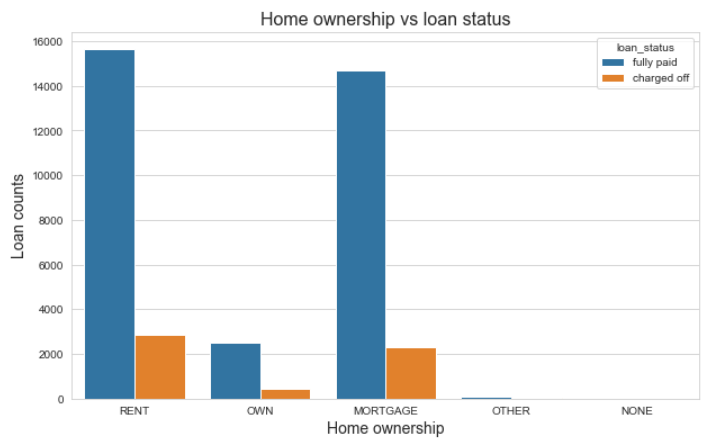 Home ownership vs loan status
loan_status
fully paid
charged off
16000
14000
12000
10000
8000
6000
4000
2000
0
Loan counts
RENT OWN MORTGAGE OTHER NONE
Home ownership